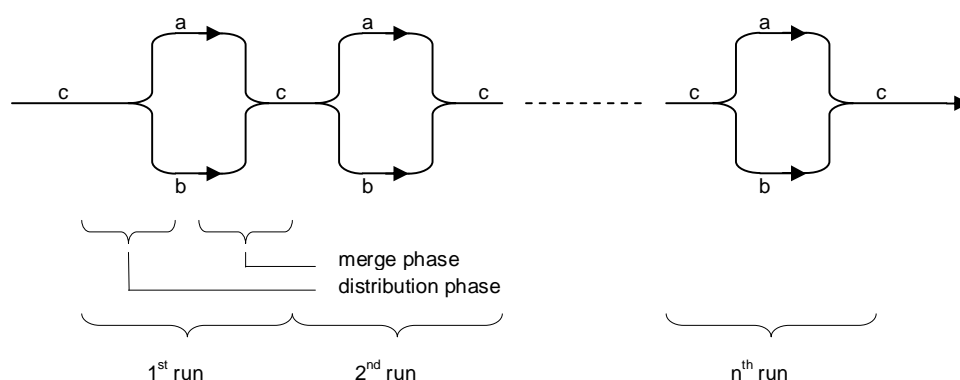 a a a
c c c c c
b b b
merge phase
distribution phase
1st run 2nd run nth run